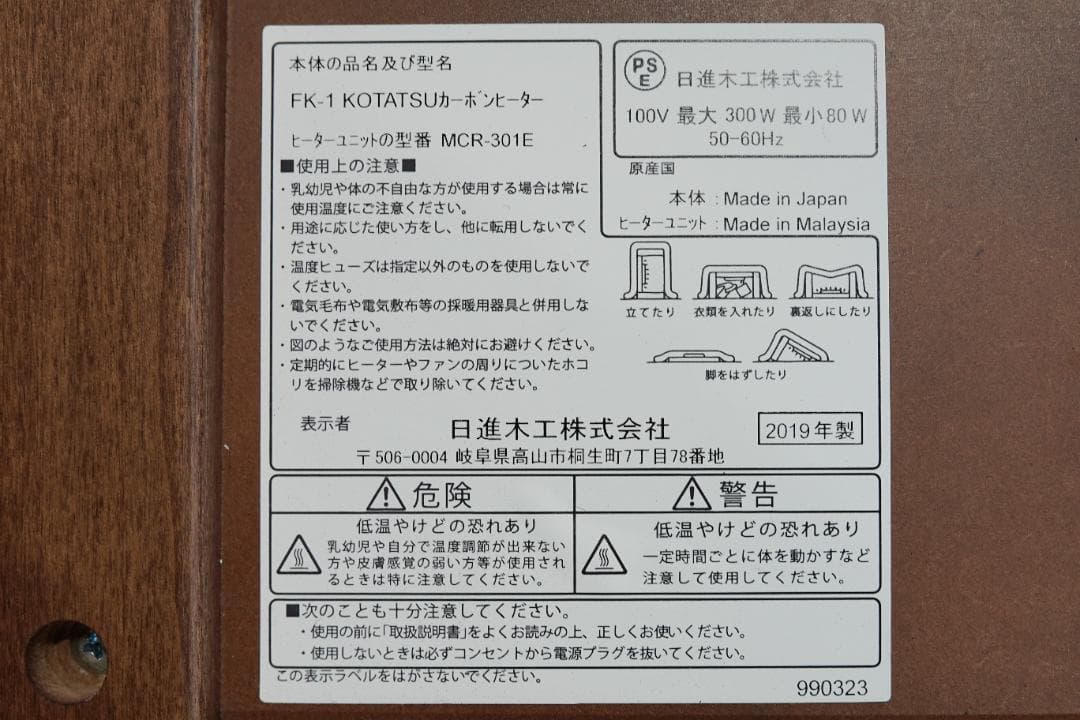 本体の品名及び型名
FK-1 KOTATSUカーボンヒーター
ヒーターユニットの型番 MCR-301E
■使用上の注意■
・乳幼児や体の不自由な方が使用する場合は常に
使用温度にご注意ください。
・用途に応じた使い方をし、他に転用しないでく
ださい。
・温度ヒューズは指定以外のものを使用しないで
ください。
・電気毛布や電気敷布等の採暖用器具と併用しな
いでください。
・図のようなご使用方法は絶対にお避けください。
・定期的にヒーターやファンの周りについたホコ
リを掃除機などで取り除いてください。
PS
E
日進木工株式会社
100V 最大 300W 最小80W
50-60Hz
原産国
本体 : Made in Japan
ヒーターユニット : Made in Malaysia
立てたり 衣類を入れたり 裏返しにしたり
脚をはずしたり
表示者 日進木工株式会社 2019年製
〒506-0004 岐阜県高山市桐生町7丁目78番地
危険
低温やけどの恐れあり
乳幼児や自分で温度調節が出来ない
方や皮膚感覚の弱い方等が使用され
るときは特に注意してください。
警告
低温やけどの恐れあり
一定時間ごとに体を動かすなど
注意して使用してください。
■次のことも十分注意してください。
・使用の前に「取扱説明書」をよくお読みの上、正しくお使いください。
・使用しないときは必ずコンセントから電源プラグを抜いてください。
この表示ラベルをはがさないでください。
990323